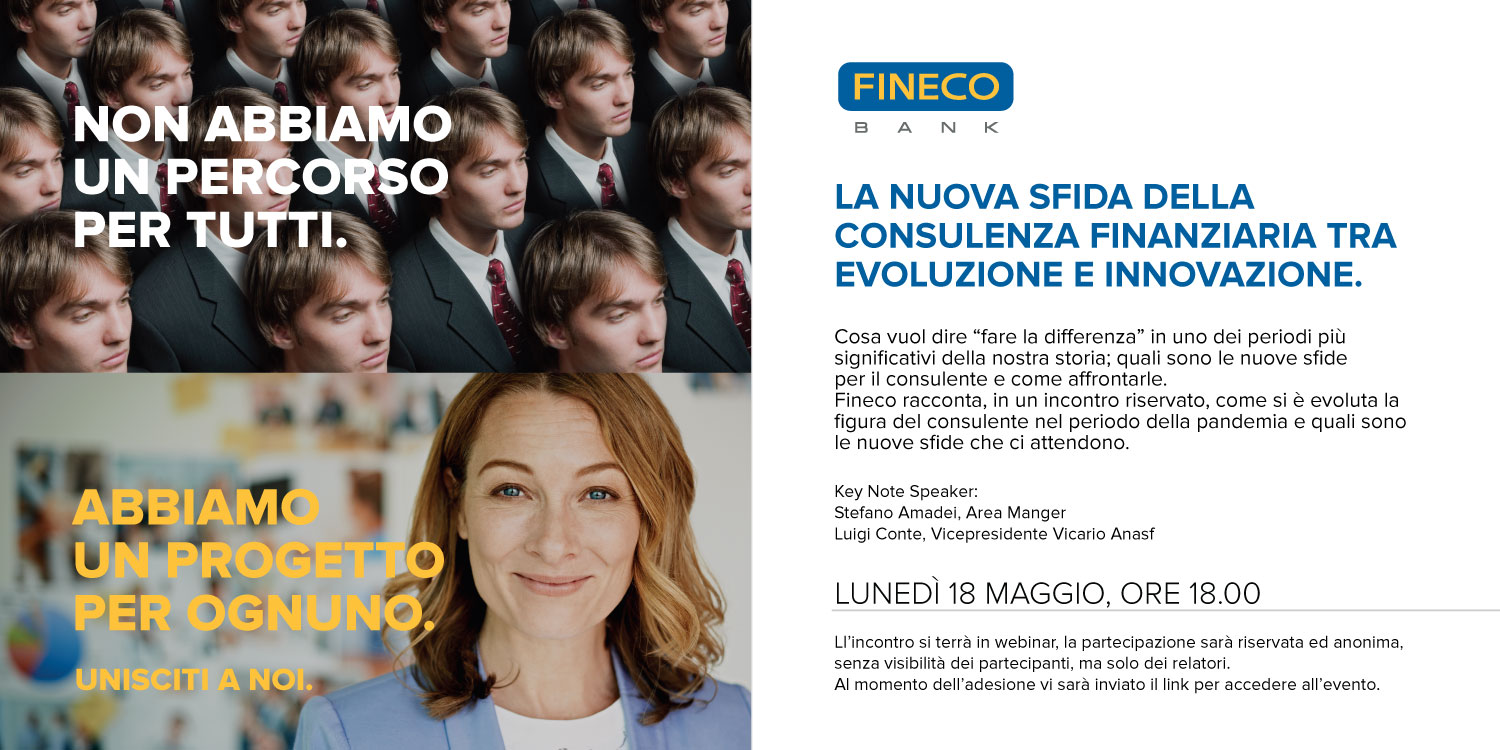 NON ABBIAMO
UN PERCORSO
PER TUTTI.
ABBIAMO
UN PROGETTO
PER OGNUNO.
UNISCITI A NOI.
FINECO
BANK
LA NUOVA SFIDA DELLA
CONSULENZA FINANZIARIA TRA
EVOLUZIONE E INNOVAZIONE.
Cosa vuol dire “fare la differenza” in uno dei periodi più
significativi della nostra storia; quali sono le nuove sfide
per il consulente e come affrontarle.
Fineco racconta, in un incontro riservato, come si è evoluta la
figura del consulente nel periodo della pandemia e quali sono
le nuove sfide che ci attendono.
Key Note Speaker:
Stefano Amadei, Area Manger
Luigi Conte, Vicepresidente Vicario Anasf
LUNEDÌ 18 MAGGIO, ORE 18.00
Ll’incontro si terrà in webinar, la partecipazione sarà riservata ed anonima,
senza visibilità dei partecipanti, ma solo dei relatori.
Al momento dell’adesione vi sarà inviato il link per accedere all’evento.